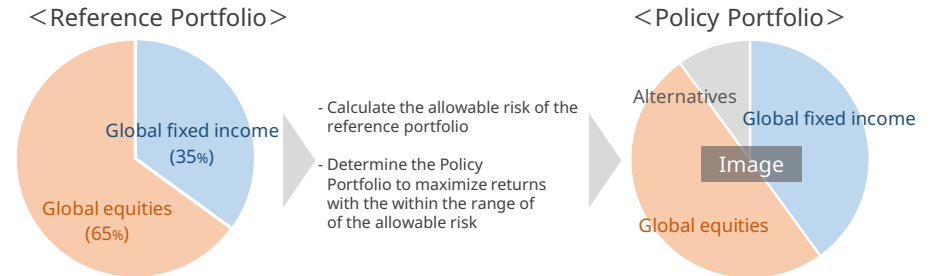 ＜Reference Portfolio＞
Global fixed income
(35%)
Global equities
(65%)
- Calculate the allowable risk of the
reference portfolio
- Determine the Policy
Portfolio to maximize returns
with the within the range of
of the allowable risk
＜Policy Portfolio＞
Alternatives
Global fixed income
Image
Global equities